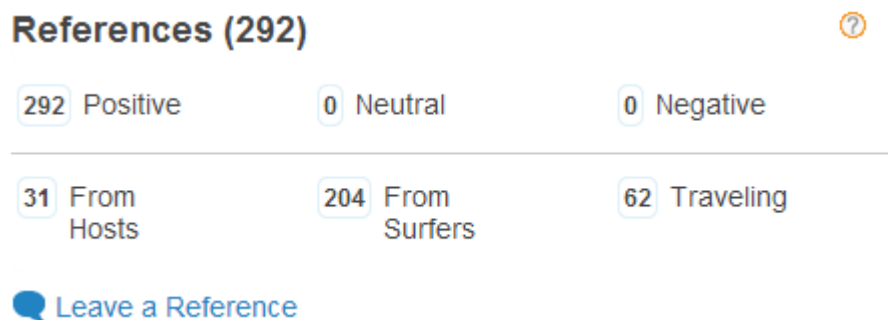 References (292)
?
292 Positive 0 Neutral 0 Negative
31 From Hosts 204 From Surfers 62 Traveling
Leave a Reference